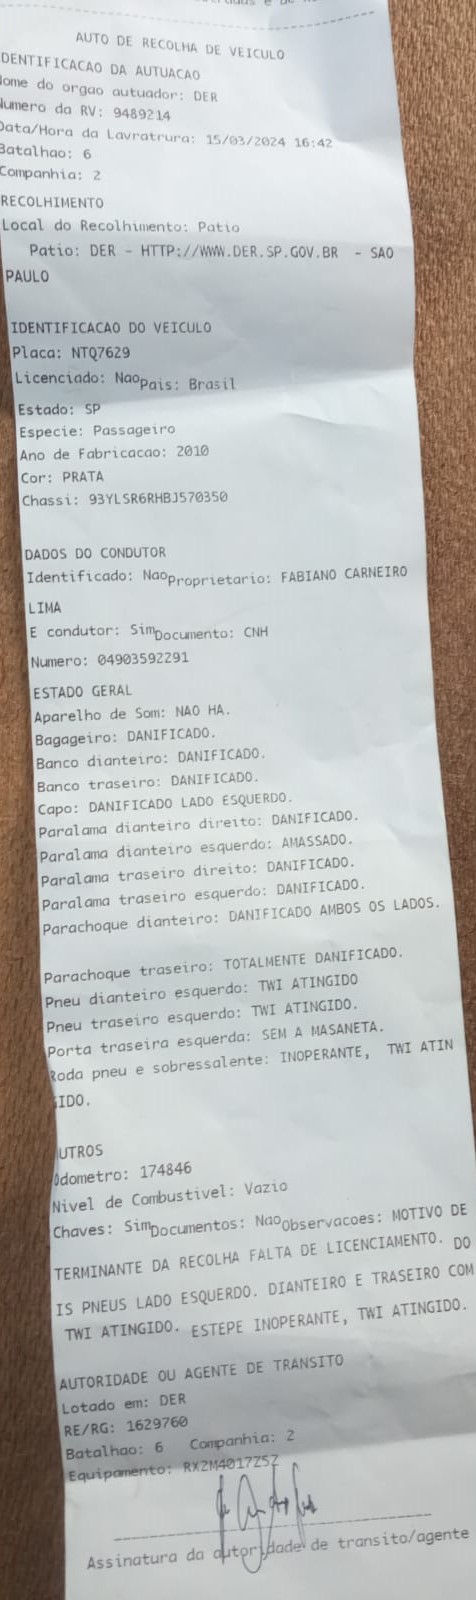 AUTO DE RECOLHA DE VEICULO
IDENTIFICACAO DA AUTUACAO
Nome do orgao autuador: DER
Numero da RV: 9489214
Data/Hora da Lavratrura: 15/03/2024 16:42
Batalhao: 6
Companhia: 2
RECOLHIMENTO
Local do Recolhimento: Patio
Patio: DER - HTTP://WWW.DER.SP.GOV.BR - SAO
PAULO
IDENTIFICACAO DO VEICULO
Placa: NTQ7629
Licenciado: Nao Pais: Brasil
Estado: SP
Especie: Passageiro
Ano de Fabricacao: 2010
Cor: PRATA
Chassi: 93YLSR6RHBJ570350
DADOS DO CONDUTOR
Identificado: Nao Proprietario: FABIANO CARNEIRO
LIMA
E condutor: Sim Documento: CNH
Numero: 04903592291
ESTADO GERAL
Aparelho de Som: NAO HA.
Bagageiro: DANIFICADO.
Banco dianteiro: DANIFICADO.
Banco traseiro: DANIFICADO.
Capo: DANIFICADO LADO ESQUERDO.
Paralama dianteiro direito: DANIFICADO.
Paralama dianteiro esquerdo: AMASSADO.
Paralama traseiro direito: DANIFICADO.
Paralama traseiro esquerdo: DANIFICADO.
Parachoque dianteiro: DANIFICADO AMBOS OS LADOS.
Parachoque traseiro: TOTALMENTE DANIFICADO.
Pneu dianteiro esquerdo: TWI ATINGIDO
Pneu traseiro esquerdo: TWI ATINGIDO.
Porta traseira esquerda: SEM A MASANETA.
Roda pneu e sobressalente: INOPERANTE, TWI ATIN
GIDO.
OUTROS
Odometro: 174846
Nivel de Combustivel: Vazio
Chaves: Sim Documentos: Nao Observacoes: MOTIVO DE
TERMINANTE DA RECOLHA FALTA DE LICENCIAMENTO. DO
IS PNEUS LADO ESQUERDO. DIANTEIRO E TRASEIRO COM
TWI ATINGIDO. ESTEPE INOPERANTE, TWI ATINGIDO.
AUTORIDADE OU AGENTE DE TRANSITO
Lotado em: DER
RE/RG: 1629760
Batalhao: 6 Companhia: 2
Equipamento: RX2M4017Z5Z
Assinatura da autoridade de transito/agente